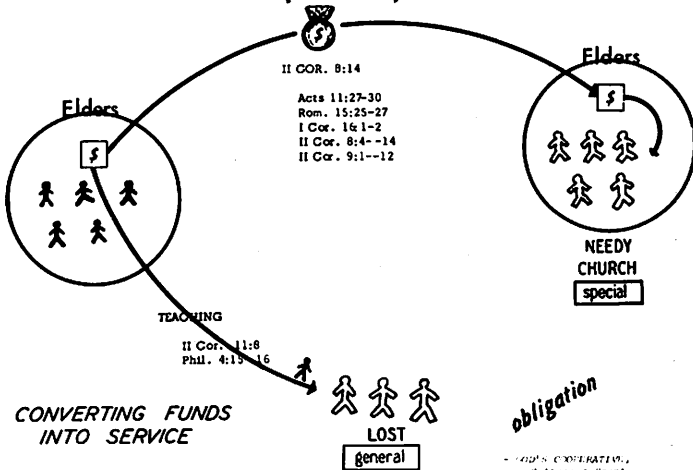 $
II COR. 8:14
Acts 11:27-30
Rom. 15:25-27
I Cor. 16:1-2
II Cor. 8:4--14
II Cor. 9:1--12
Elders
$
Elders
$
NEEDY
CHURCH
special
TEACHING
II Cor. 11:8
Phil. 4:15-16
CONVERTING FUNDS
INTO SERVICE
LOST
general
obligation
- GOD'S COOPERATIVE,